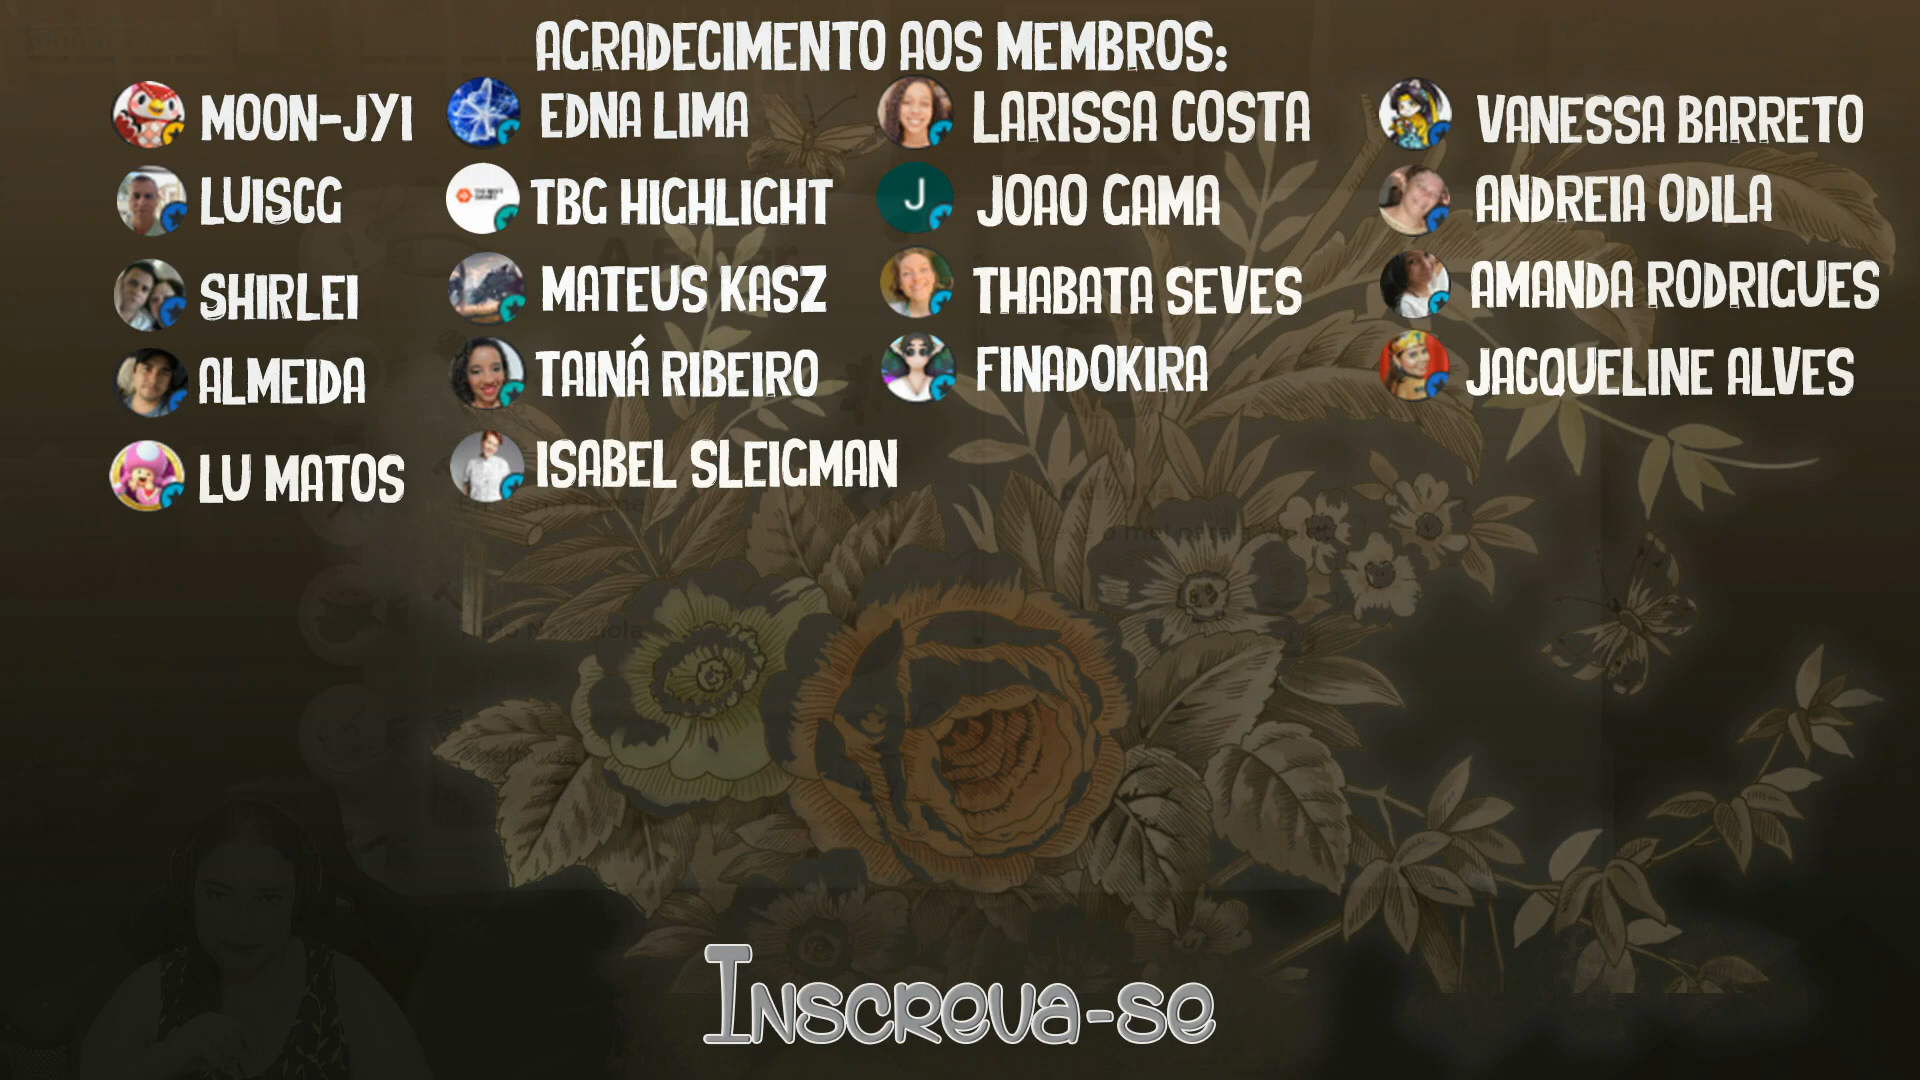 AGRADECIMENTO AOS MEMBROS:
MOON-JYI EDNA LIMA LARISSA COSTA VANESSA BARRETO
LUISCG TBG HIGHLIGHT J JOAO GAMA ANDREIA ODILA
SHIRLEI MATEUS KASZ THABATA SEVES AMANDA RODRIGUES
ALMEIDA TAINÁ RIBEIRO FINADOKIRA JACQUELINE ALVES
LU MATOS ISABEL SLEIGMAN
Inscreva-se